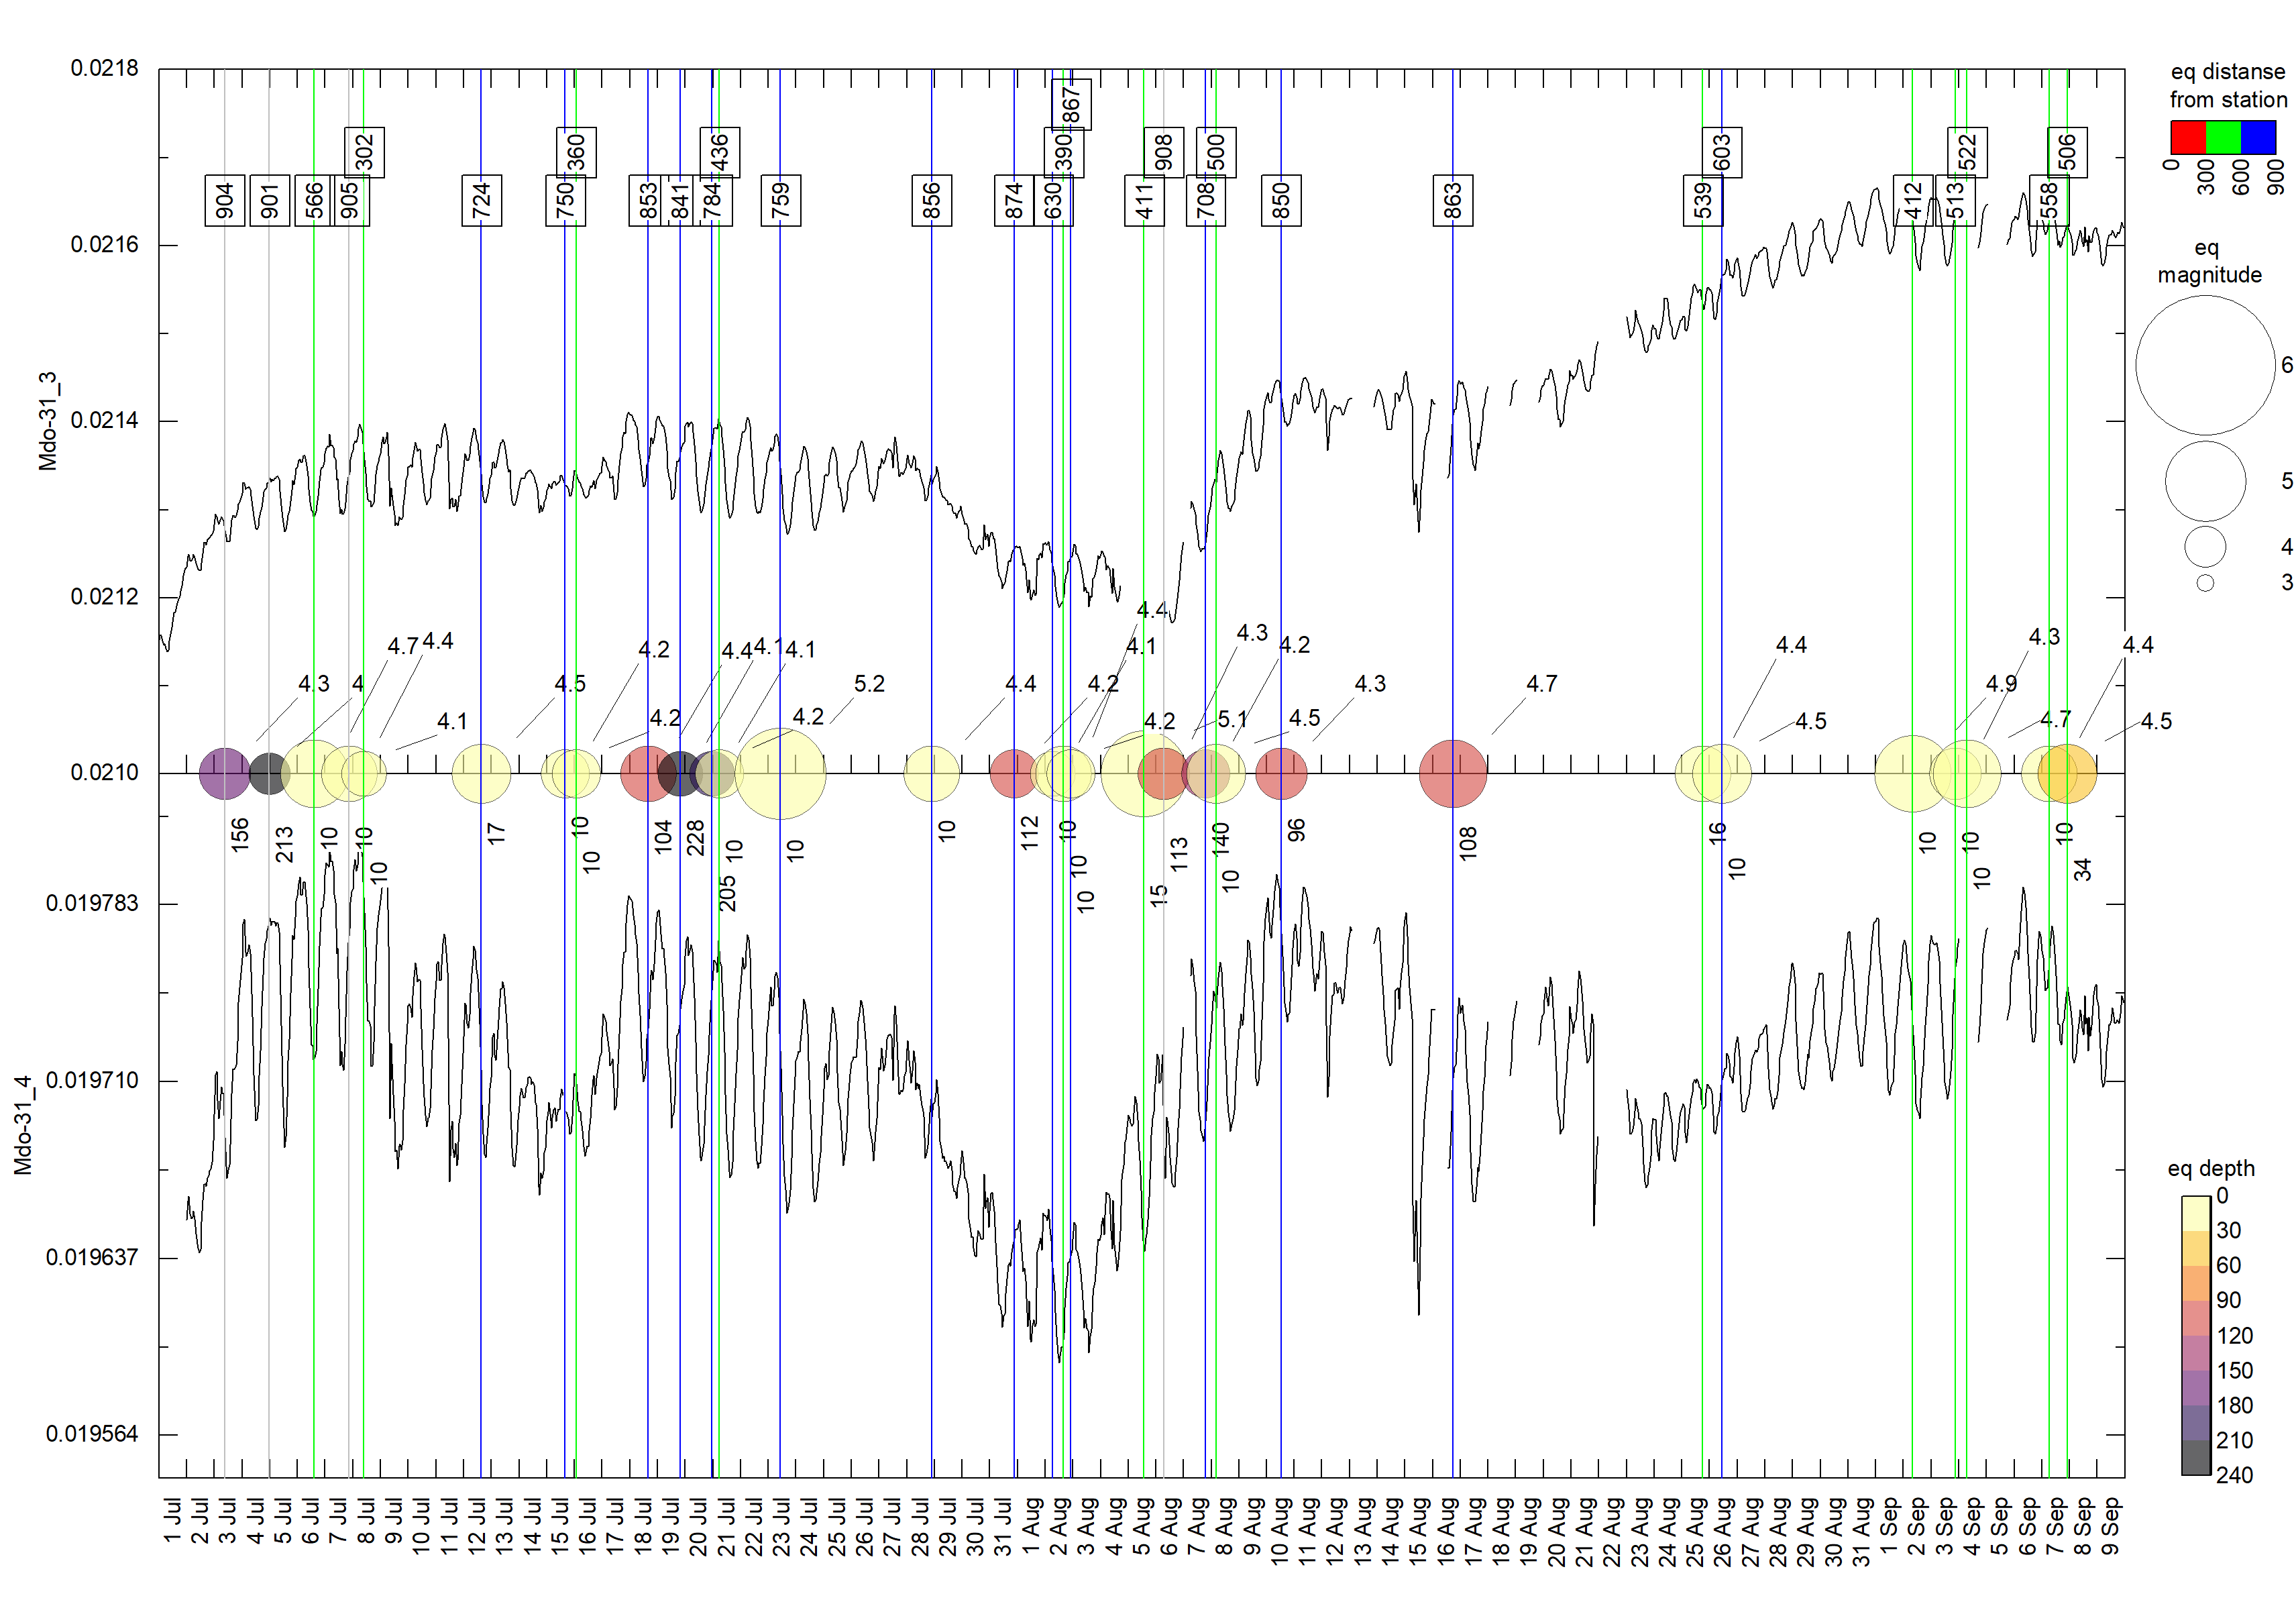 0.0218
0.0216
0.0214
0.0212
0.0210
0.019783
0.019710
0.019637
0.019564
Mdo-31_3
Mdo-31_4
867
302
360
436
390
908
500
603
522
506
904
901
566
905
724
750
853
841
784
759
856
874
630
411
708
850
863
539
412
513
558
eq distanse
from station
0
300
600
900
eq
magnitude
6
5
4
3
4.4
4.7
4.4
4.2
4.4
4.1
4.1
4.1
4.3
4.2
4.4
4.3
4.4
4.3
4
4.5
5.2
4.4
4.2
4.3
4.7
4.9
4.1
4.2
4.2
4.2
5.1
4.5
4.5
4.7
4.5
156
213
10
10
10
17
10
10
104
228
205
10
10
10
112
10
10
10
15
113
140
10
96
108
16
10
10
10
10
10
34
eq depth
0
30
60
90
120
150
180
210
240
1 Jul
2 Jul
3 Jul
4 Jul
5 Jul
6 Jul
7 Jul
8 Jul
9 Jul
10 Jul
11 Jul
12 Jul
13 Jul
14 Jul
15 Jul
16 Jul
17 Jul
18 Jul
19 Jul
20 Jul
21 Jul
22 Jul
23 Jul
24 Jul
25 Jul
26 Jul
27 Jul
28 Jul
29 Jul
30 Jul
31 Jul
1 Aug
2 Aug
3 Aug
4 Aug
5 Aug
6 Aug
7 Aug
8 Aug
9 Aug
10 Aug
11 Aug
12 Aug
13 Aug
14 Aug
15 Aug
16 Aug
17 Aug
18 Aug
19 Aug
20 Aug
21 Aug
22 Aug
23 Aug
24 Aug
25 Aug
26 Aug
27 Aug
28 Aug
29 Aug
30 Aug
31 Aug
1 Sep
2 Sep
3 Sep
4 Sep
5 Sep
6 Sep
7 Sep
8 Sep
9 Sep